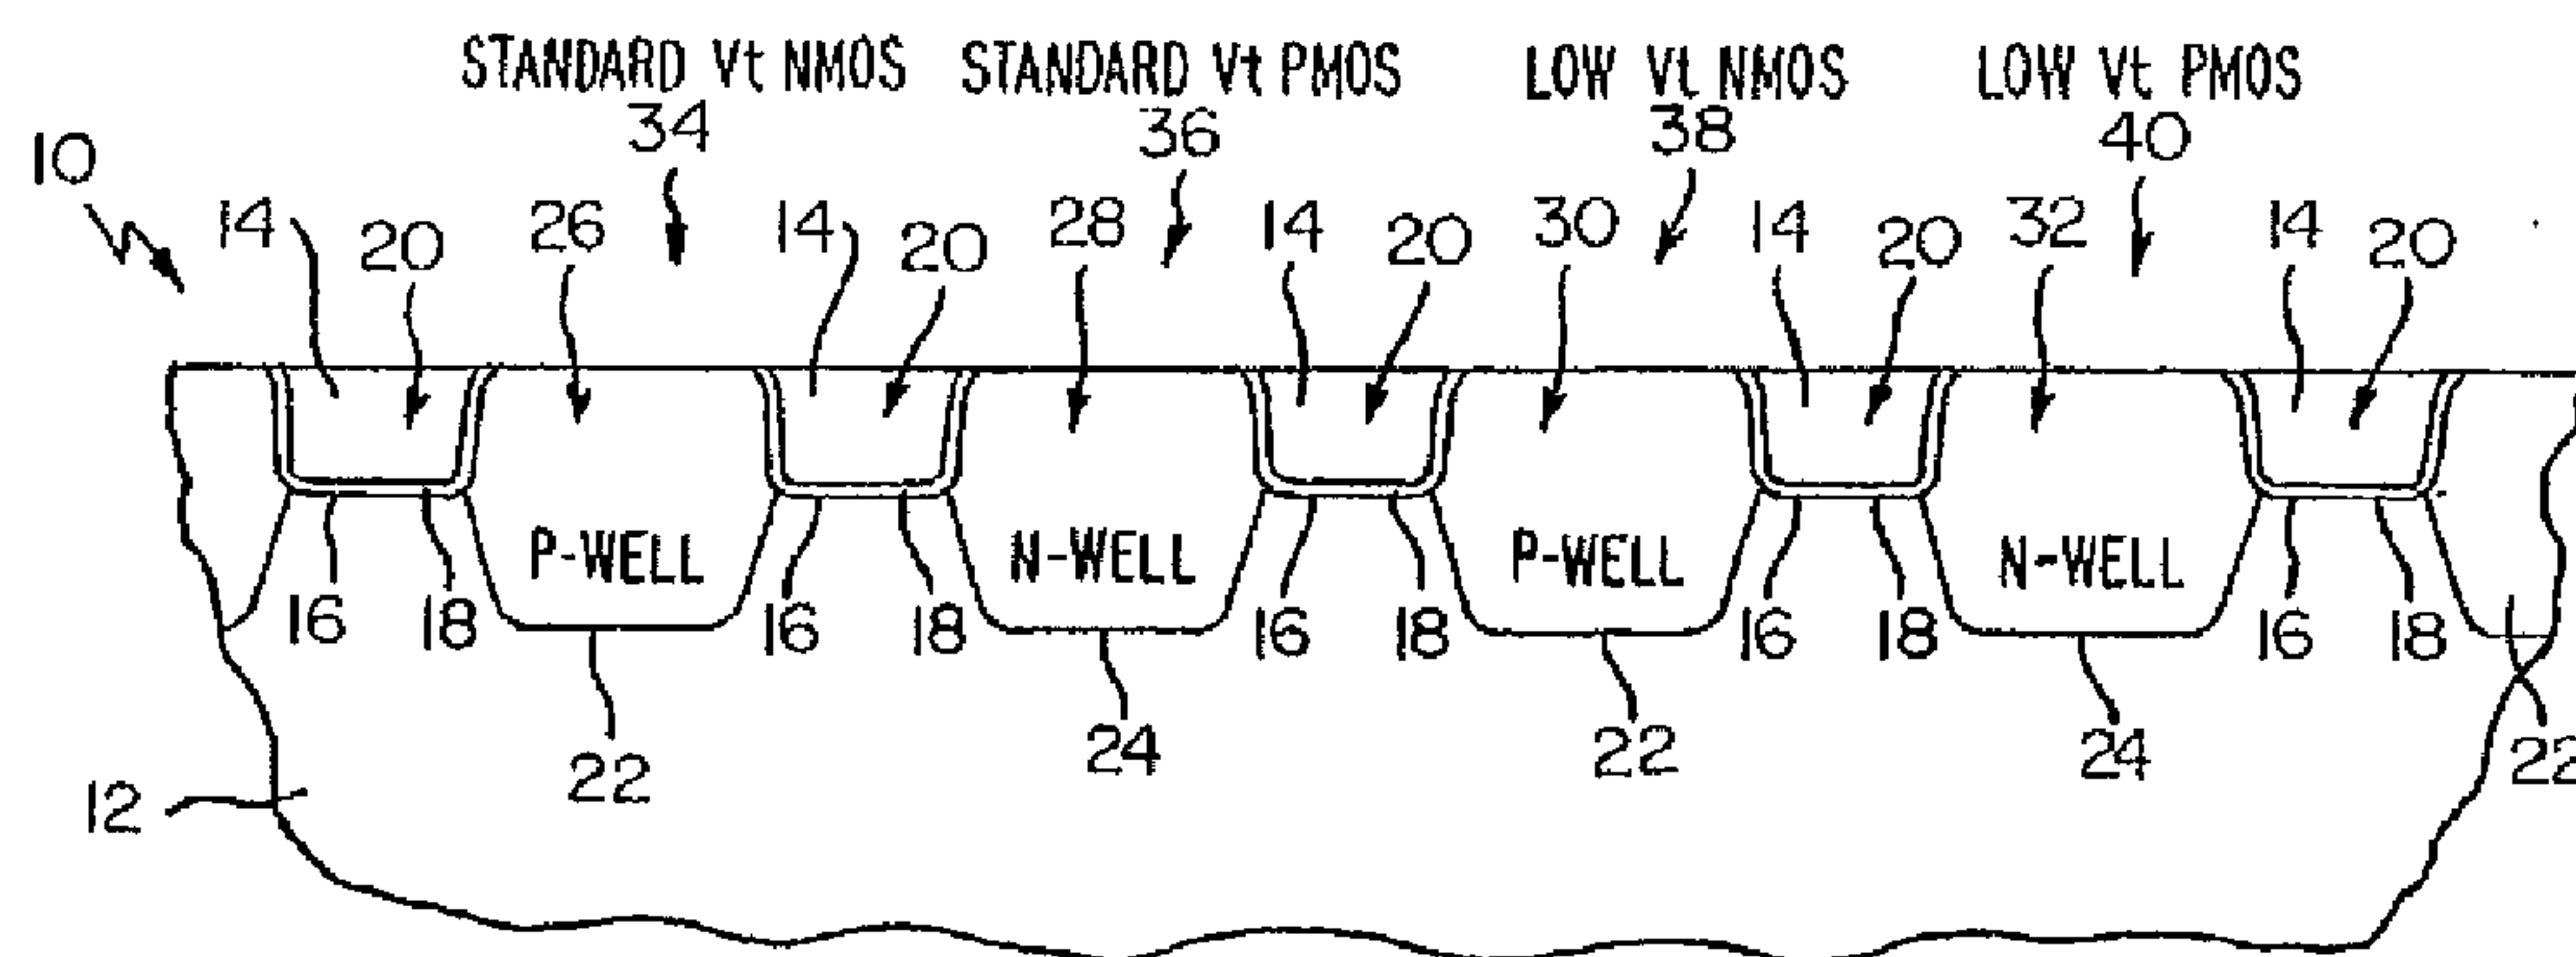 STANDARD Vt NMOS STANDARD Vt PMOS LOW Vt NMOS LOW Vt PMOS
34 36 38 40
10
14 20 26 14 20 28 14 20 30 14 20 32 14 20
P-WELL N-WELL P-WELL N-WELL
16 18 16 18 16 18 16 18 16 18
22 24 22 24 22
12